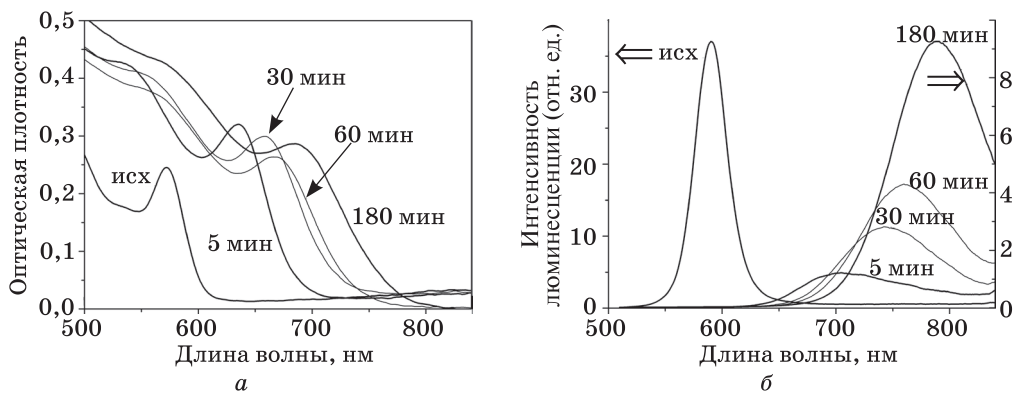 Оптическая плотность
0,5
0,4
0,3
0,2
0,1
0,0
30 мин
60 мин
исх
180 мин
5 мин
500 600 700 800
Длина волны, нм
а
Интенсивность
люминесценции (отн. ед.)
30
20
10
0
исх
180 мин
60 мин
30 мин
5 мин
8
6
4
2
0
500 600 700 800
Длина волны, нм
б